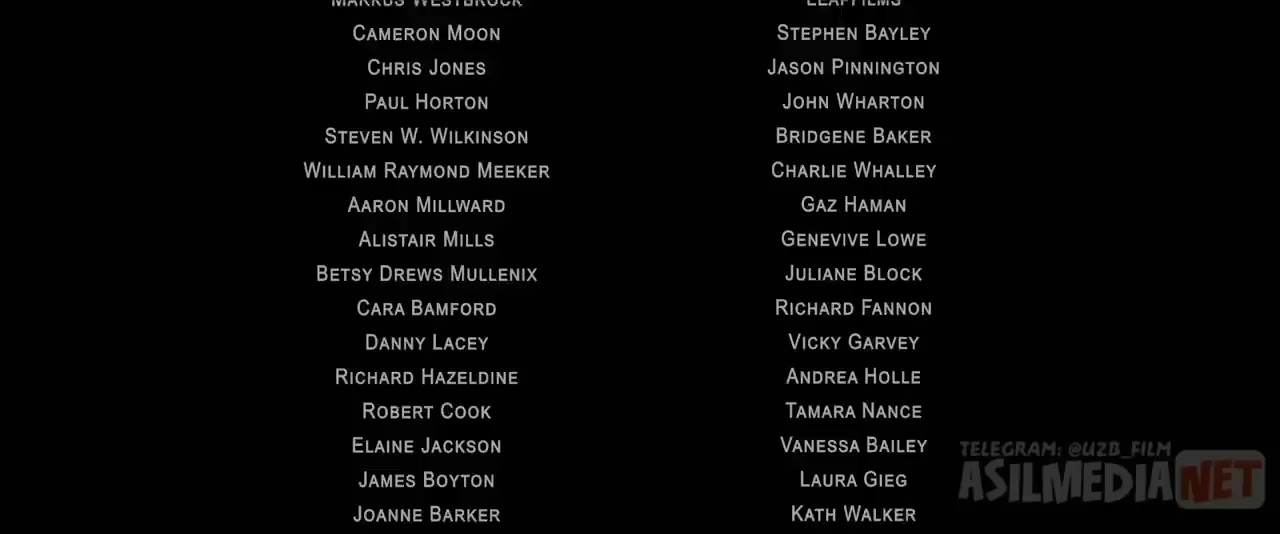 MARKUS WESTBROCK
CAMERON MOON
CHRIS JONES
PAUL HORTON
STEVEN W. WILKINSON
WILLIAM RAYMOND MEEKER
AARON MILLWARD
ALISTAIR MILLS
BETSY DREWS MULLENIX
CARA BAMFORD
DANNY LACEY
RICHARD HAZELDINE
ROBERT COOK
ELAINE JACKSON
JAMES BOYTON
JOANNE BARKER
LEAPFILMS
STEPHEN BAYLEY
JASON PINNINGTON
JOHN WHARTON
BRIDGENE BAKER
CHARLIE WHALLEY
GAZ HAMAN
GENEVIVE LOWE
JULIANE BLOCK
RICHARD FANNON
VICKY GARVEY
ANDREA HOLLE
TAMARA NANCE
VANESSA BAILEY
LAURA GIEG
KATH WALKER
TELEGRAM: @UZB_FILM
ASILMEDIA NET